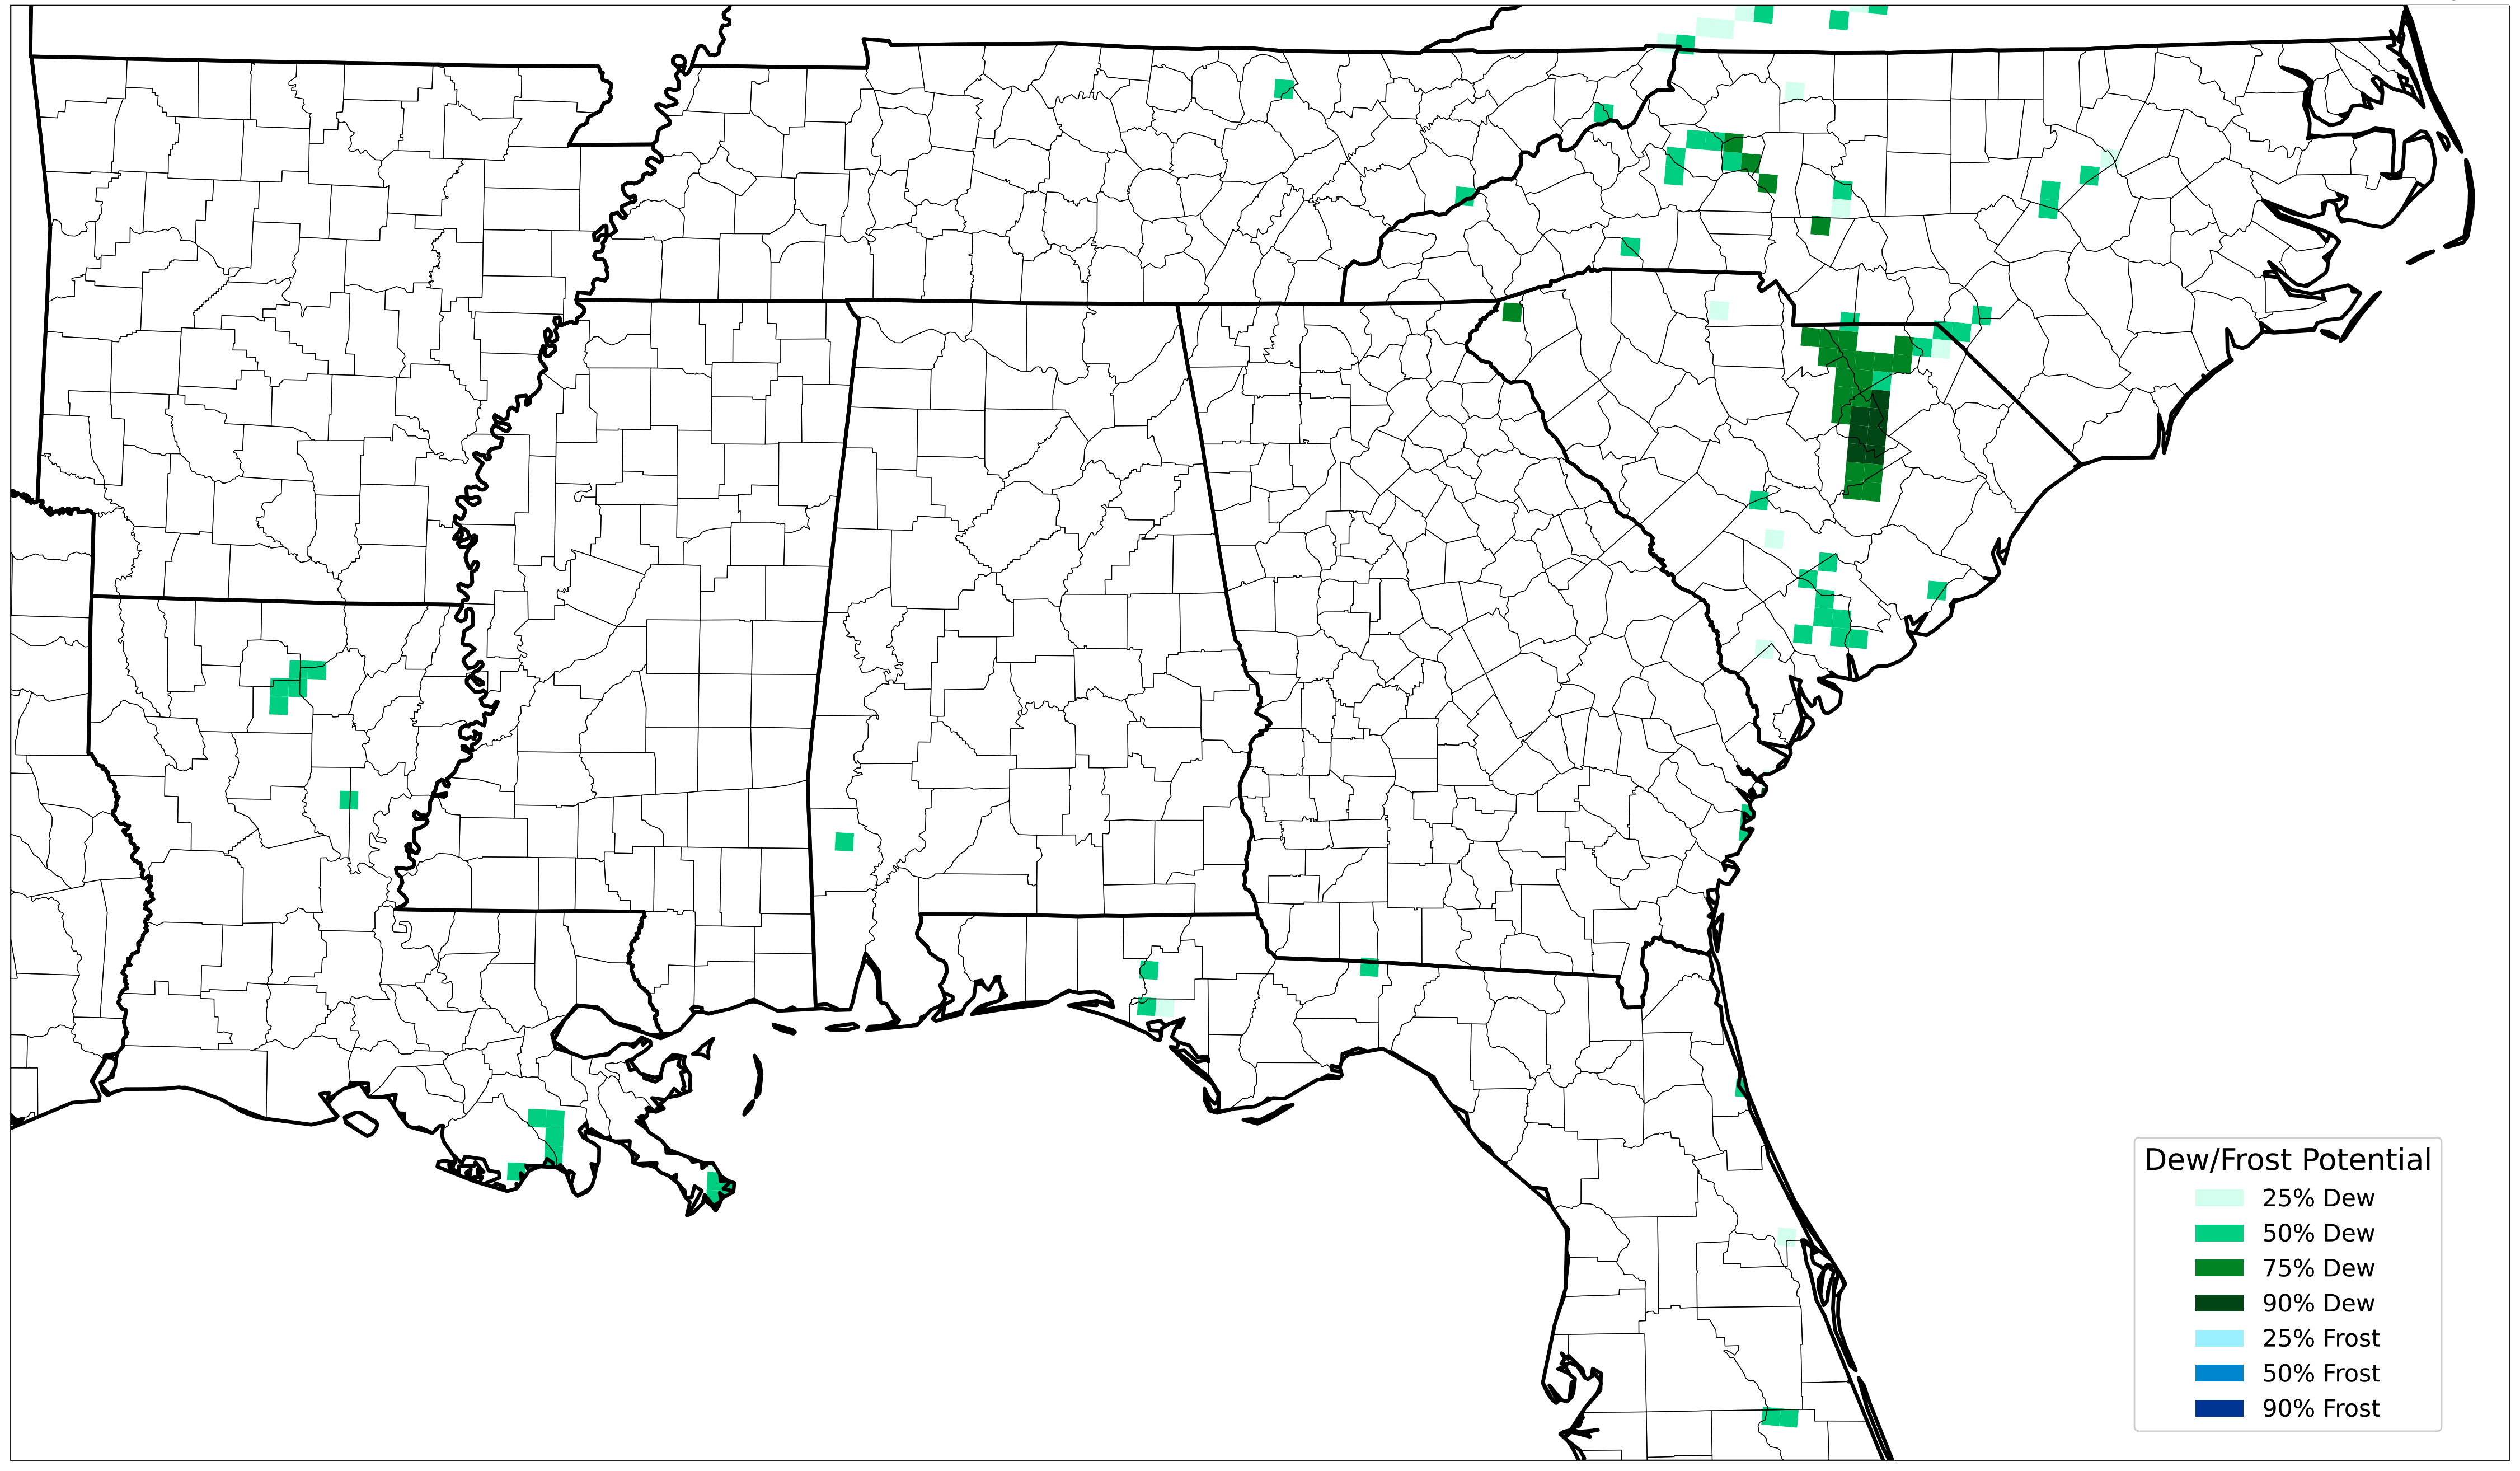 Dew/Frost Potential
25% Dew
50% Dew
75% Dew
90% Dew
25% Frost
50% Frost
90% Frost